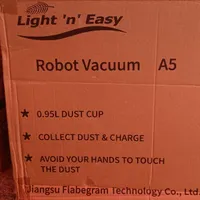 Light 'n' Easy
Robot Vacuum A5
★ 0.95L DUST CUP
★ COLLECT DUST & CHARGE
★ AVOID YOUR HANDS TO TOUCH
THE DUST
Jiangsu Flabegram Technology Co., Ltd.